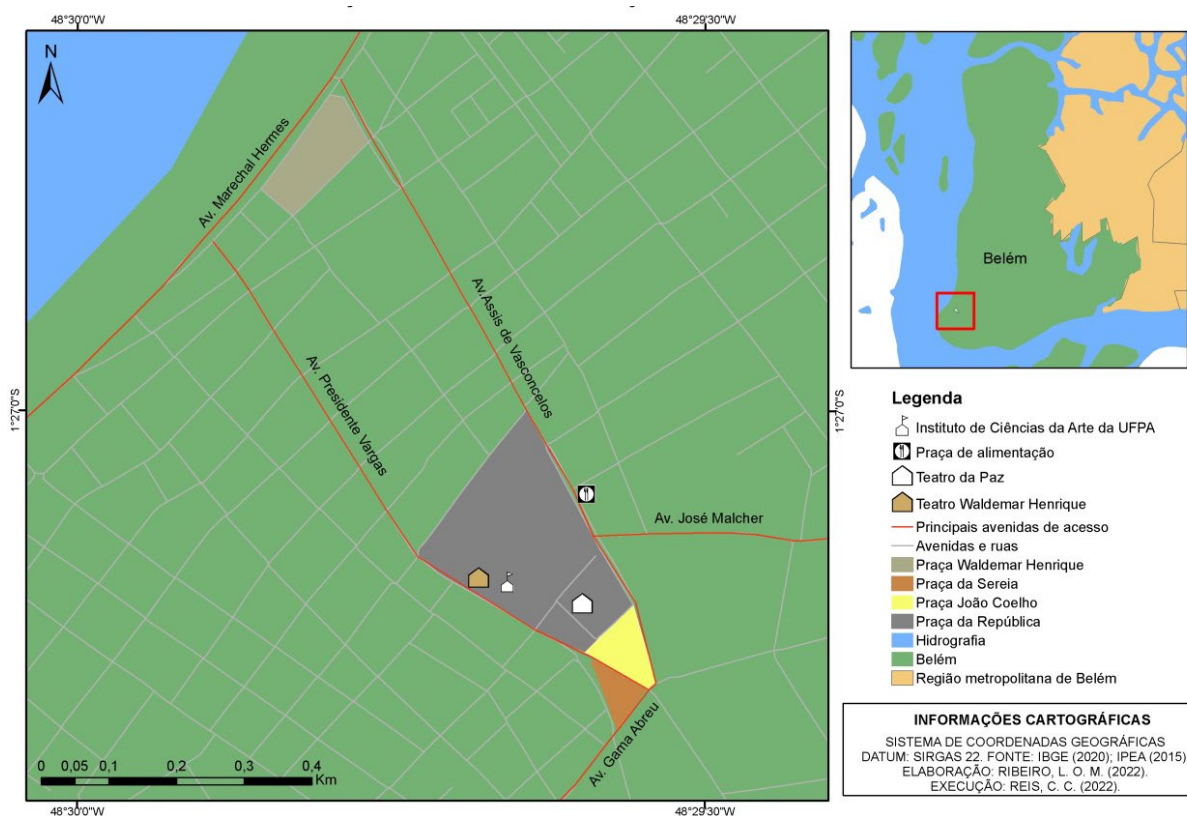 48°30'0"W
48°29'30"W
N
Av. Marechal Hermes
Av.Assis de Vasconcelos
Av. Presidente Vargas
1°27'0"S
1°27'0"S
Av. José Malcher
Av. Gama Abreu
0 0,05 0,1 0,2 0,3 0,4
Km
48°30'0"W
48°29'30"W
Belém
Legenda
Instituto de Ciências da Arte da UFPA
Praça de alimentação
Teatro da Paz
Teatro Waldemar Henrique
Principais avenidas de acesso
Avenidas e ruas
Praça Waldemar Henrique
Praça da Sereia
Praça João Coelho
Praça da República
Hidrografia
Belém
Região metropolitana de Belém
INFORMAÇÕES CARTOGRÁFICAS
SISTEMA DE COORDENADAS GEOGRÁFICAS
DATUM: SIRGAS 22. FONTE: IBGE (2020); IPEA (2015)
ELABORAÇÃO: RIBEIRO, L. O. M. (2022).
EXECUÇÃO: REIS, C. C. (2022).